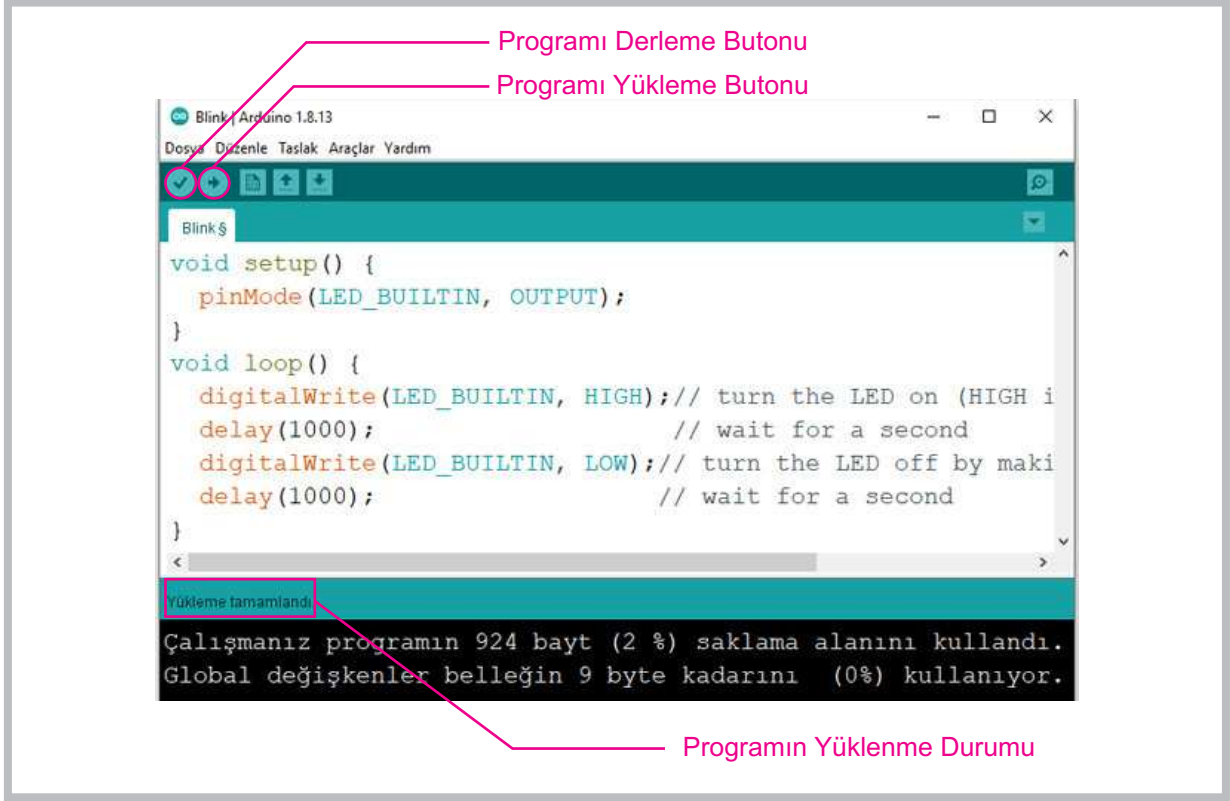 Programı Derleme Butonu
Programı Yükleme Butonu
Blink | Arduino 1.8.13
Dosya Düzenle Taslak Araçlar Yardım
Blink §
void setup() {
  pinMode(LED_BUILTIN, OUTPUT);
}
void loop() {
  digitalWrite(LED_BUILTIN, HIGH);// turn the LED on (HIGH i
  delay(1000);                     // wait for a second
  digitalWrite(LED_BUILTIN, LOW);// turn the LED off by maki
  delay(1000);                    // wait for a second
}
Yükleme tamamlandı.
Çalışmanız programın 924 bayt (2 %) saklama alanını kullandı.
Global değişkenler belleğin 9 byte kadarını  (0%) kullanıyor.
Programın Yüklenme Durumu